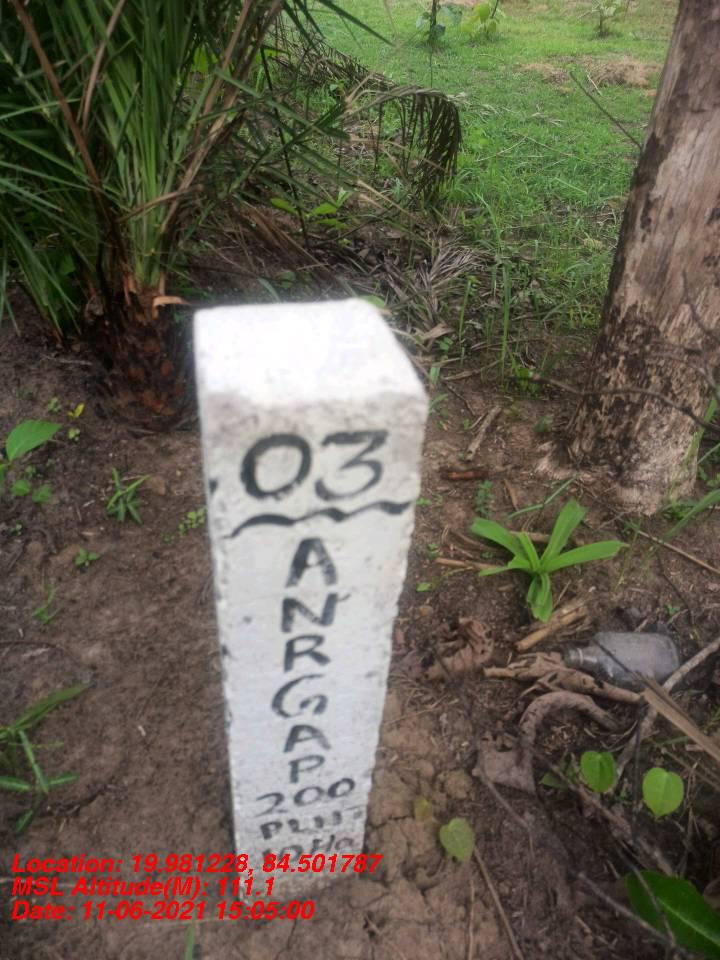 03
ANR
GAP
200
PLNT
Location: 19.981228, 84.501787
MSL Altitude(M): 111.1
Date: 11-06-2021 15:05:00